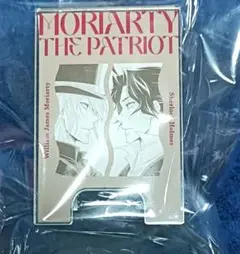 MORIARTY
THE PATRIOT
William James Moriarty
Sherlock Holmes